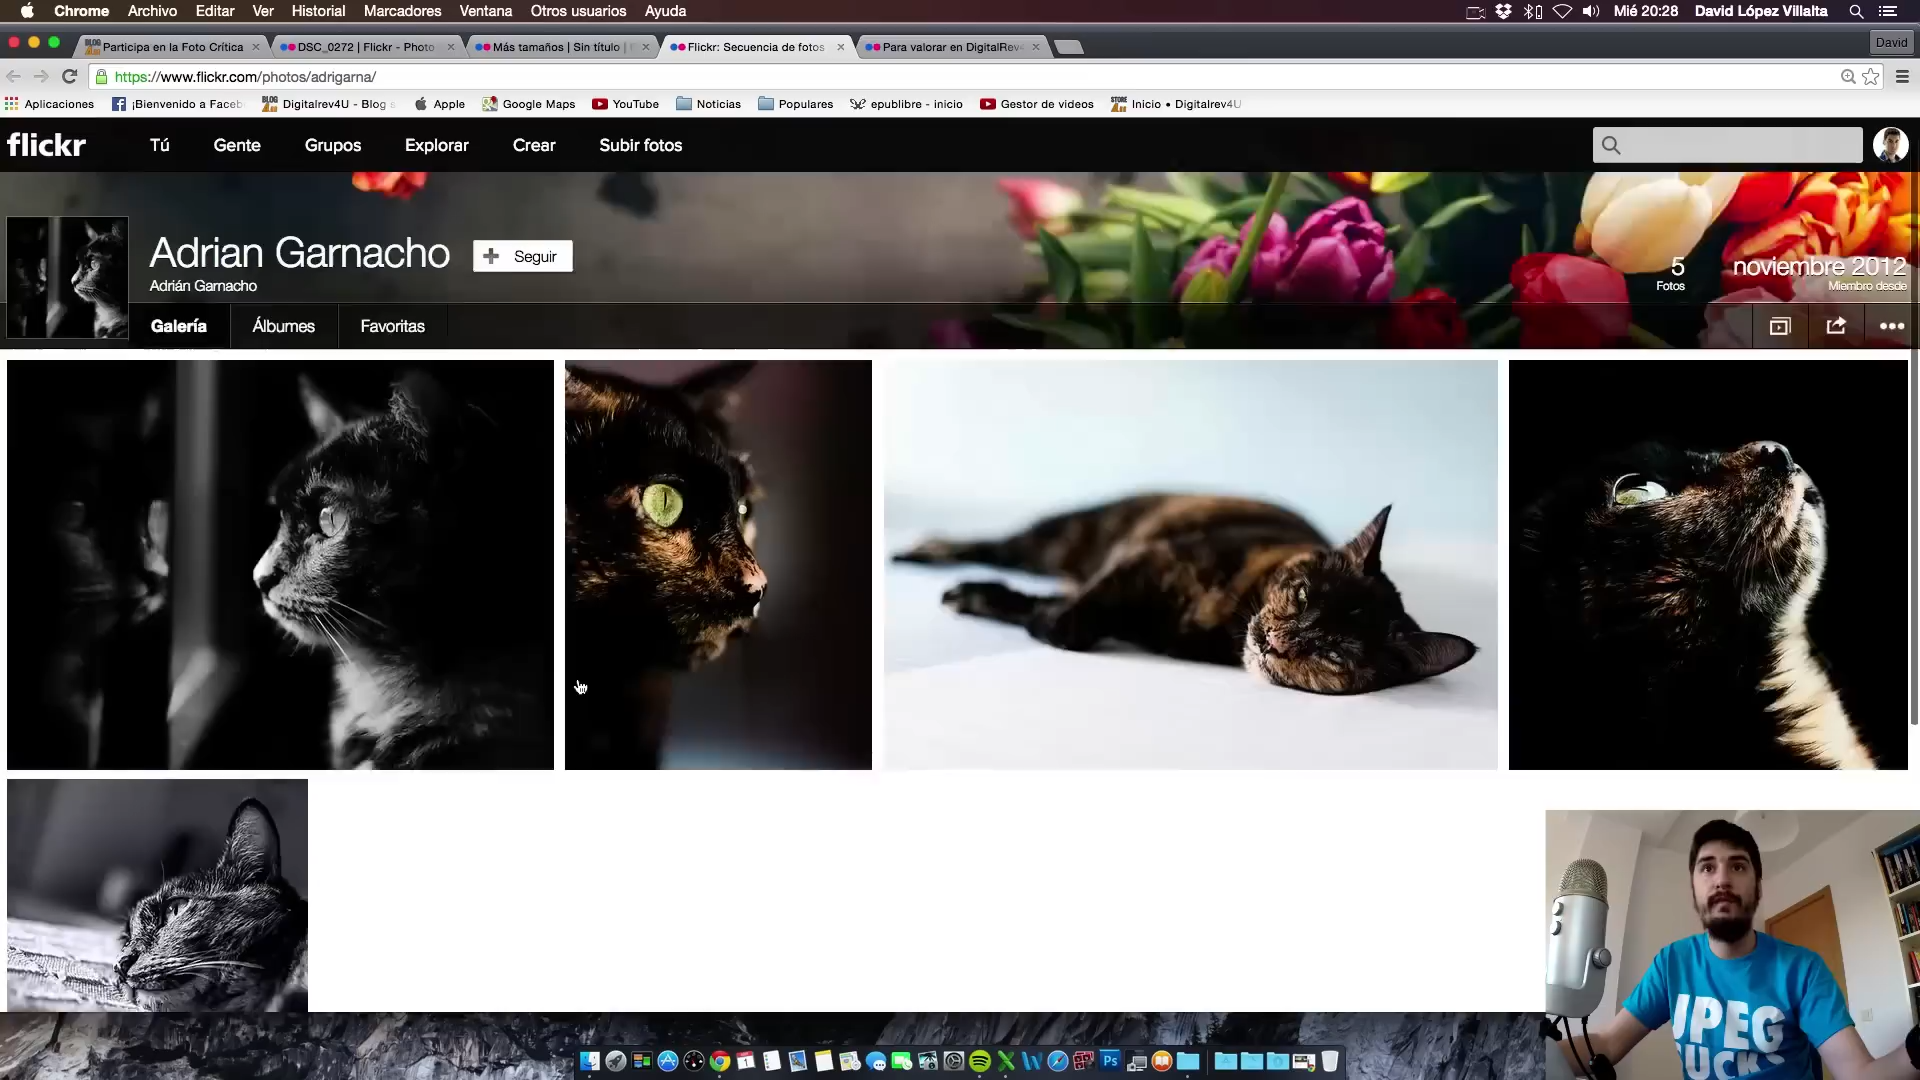 Chrome Archivo Editar Ver Historial Marcadores Ventana Otros usuarios Ayuda Mié 20:28 David López Villalta
Participa en la Foto Crítica DSC_0272 | Flickr - Photo Más tamaños | Sin título | Flickr: Secuencia de fotos Para valorar en DigitalRev David
https://www.flickr.com/photos/adrigarna/
Aplicaciones ¡Bienvenido a Faceb Digitalrev4U - Blog s Apple Google Maps YouTube Noticias Populares epublibre - inicio Gestor de videos Inicio • Digitalrev4U
flickr Tú Gente Grupos Explorar Crear Subir fotos
Adrian Garnacho + Seguir
Adrián Garnacho
5 Fotos
noviembre 2012
Miembro desde
Galería Álbumes Favoritas
JPEG